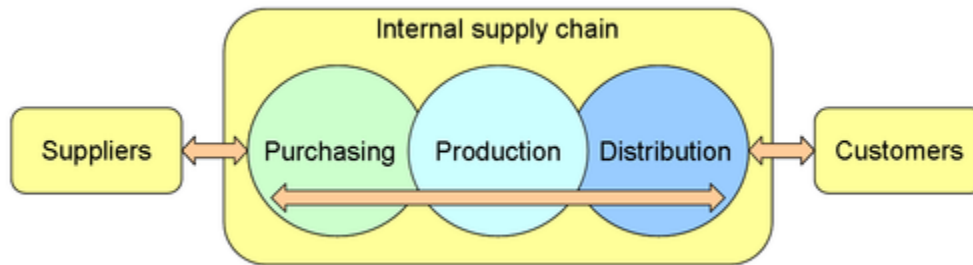 Internal supply chain
Suppliers
Purchasing
Production
Distribution
Customers